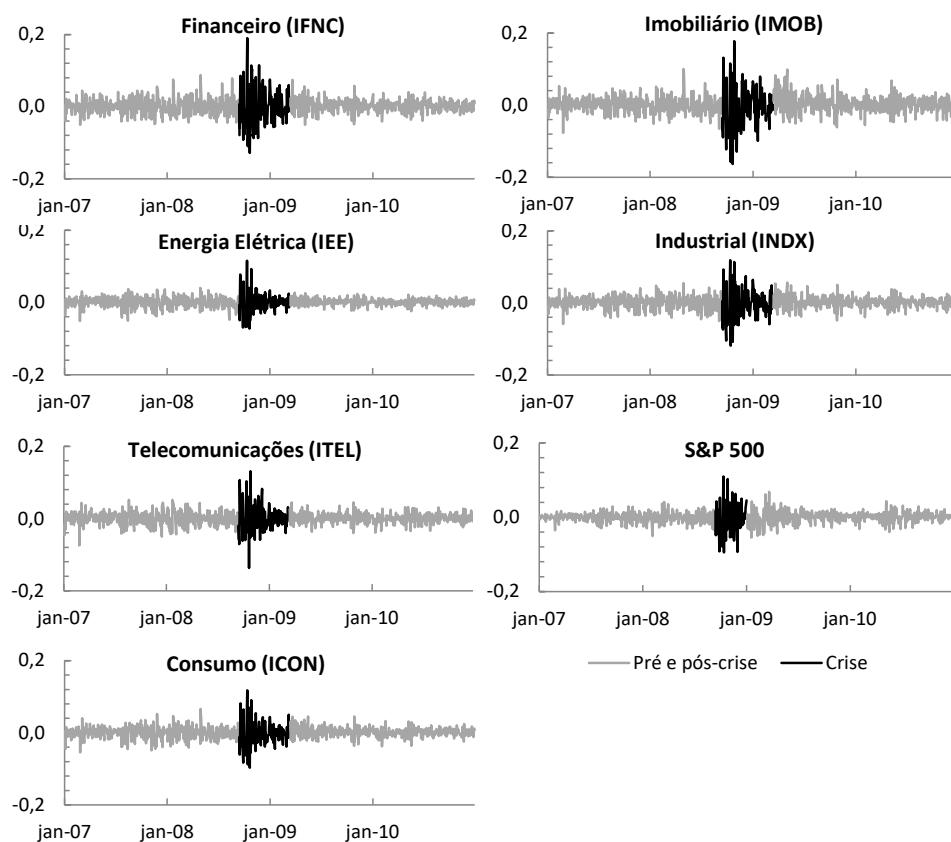 Financeiro (IFNC)
0,2
0,0
-0,2
jan-07 jan-08 jan-09 jan-10
Imobiliário (IMOB)
0,2
0,0
-0,2
jan-07 jan-08 jan-09 jan-10
Energia Elétrica (IEE)
0,2
0,0
-0,2
jan-07 jan-08 jan-09 jan-10
Industrial (INDX)
0,2
0,0
-0,2
jan-07 jan-08 jan-09 jan-10
Telecomunicações (ITEL)
0,2
0,0
-0,2
jan-07 jan-08 jan-09 jan-10
S&P 500
0,2
0,0
-0,2
jan-07 jan-08 jan-09 jan-10
Consumo (ICON)
0,2
0,0
-0,2
jan-07 jan-08 jan-09 jan-10
Pré e pós-crise Crise